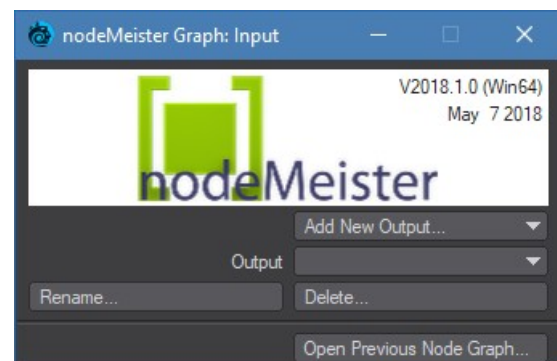 nodeMeister Graph: Input
V2018.1.0 (Win64)
May 7 2018
nodeMeister
Add New Output...
Output
Rename... Delete...
Open Previous Node Graph...